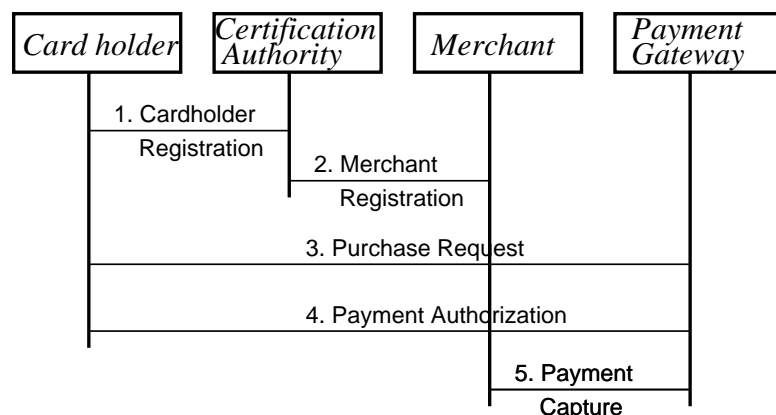 Card holder
Certification
Authority
Merchant
Payment
Gateway
1. Cardholder
Registration
2. Merchant
Registration
3. Purchase Request
4. Payment Authorization
5. Payment
Capture